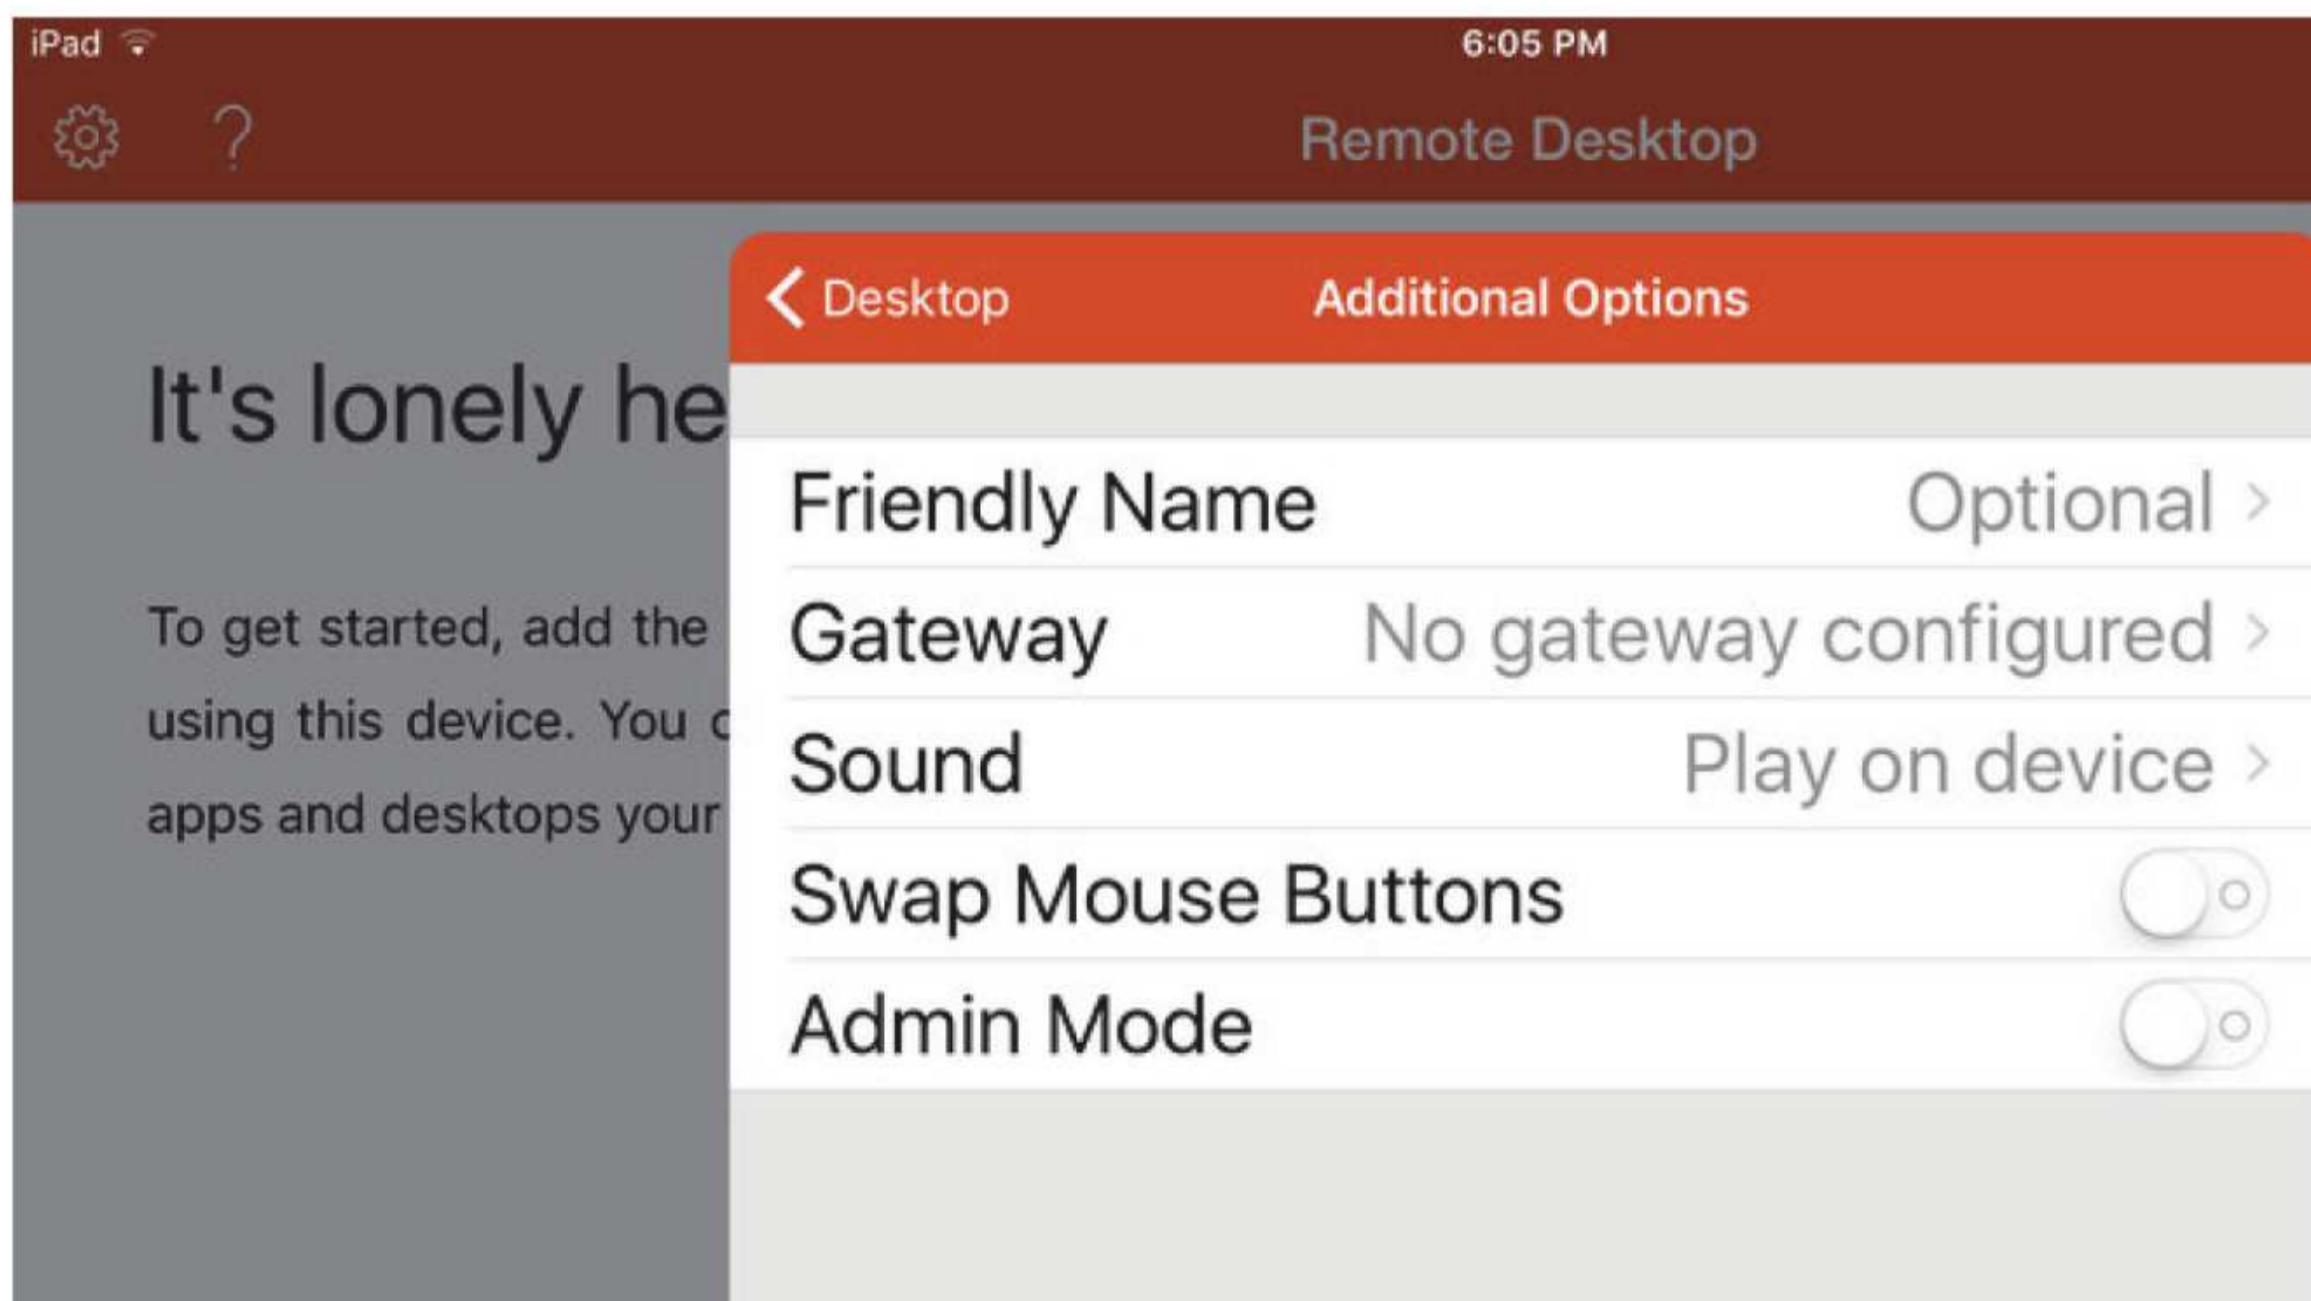 iPad 6:05 PM
? Remote Desktop
Desktop Additional Options
It's lonely he
Friendly Name Optional
To get started, add the
Gateway No gateway configured
using this device. You c
Sound Play on device
apps and desktops your
Swap Mouse Buttons
Admin Mode